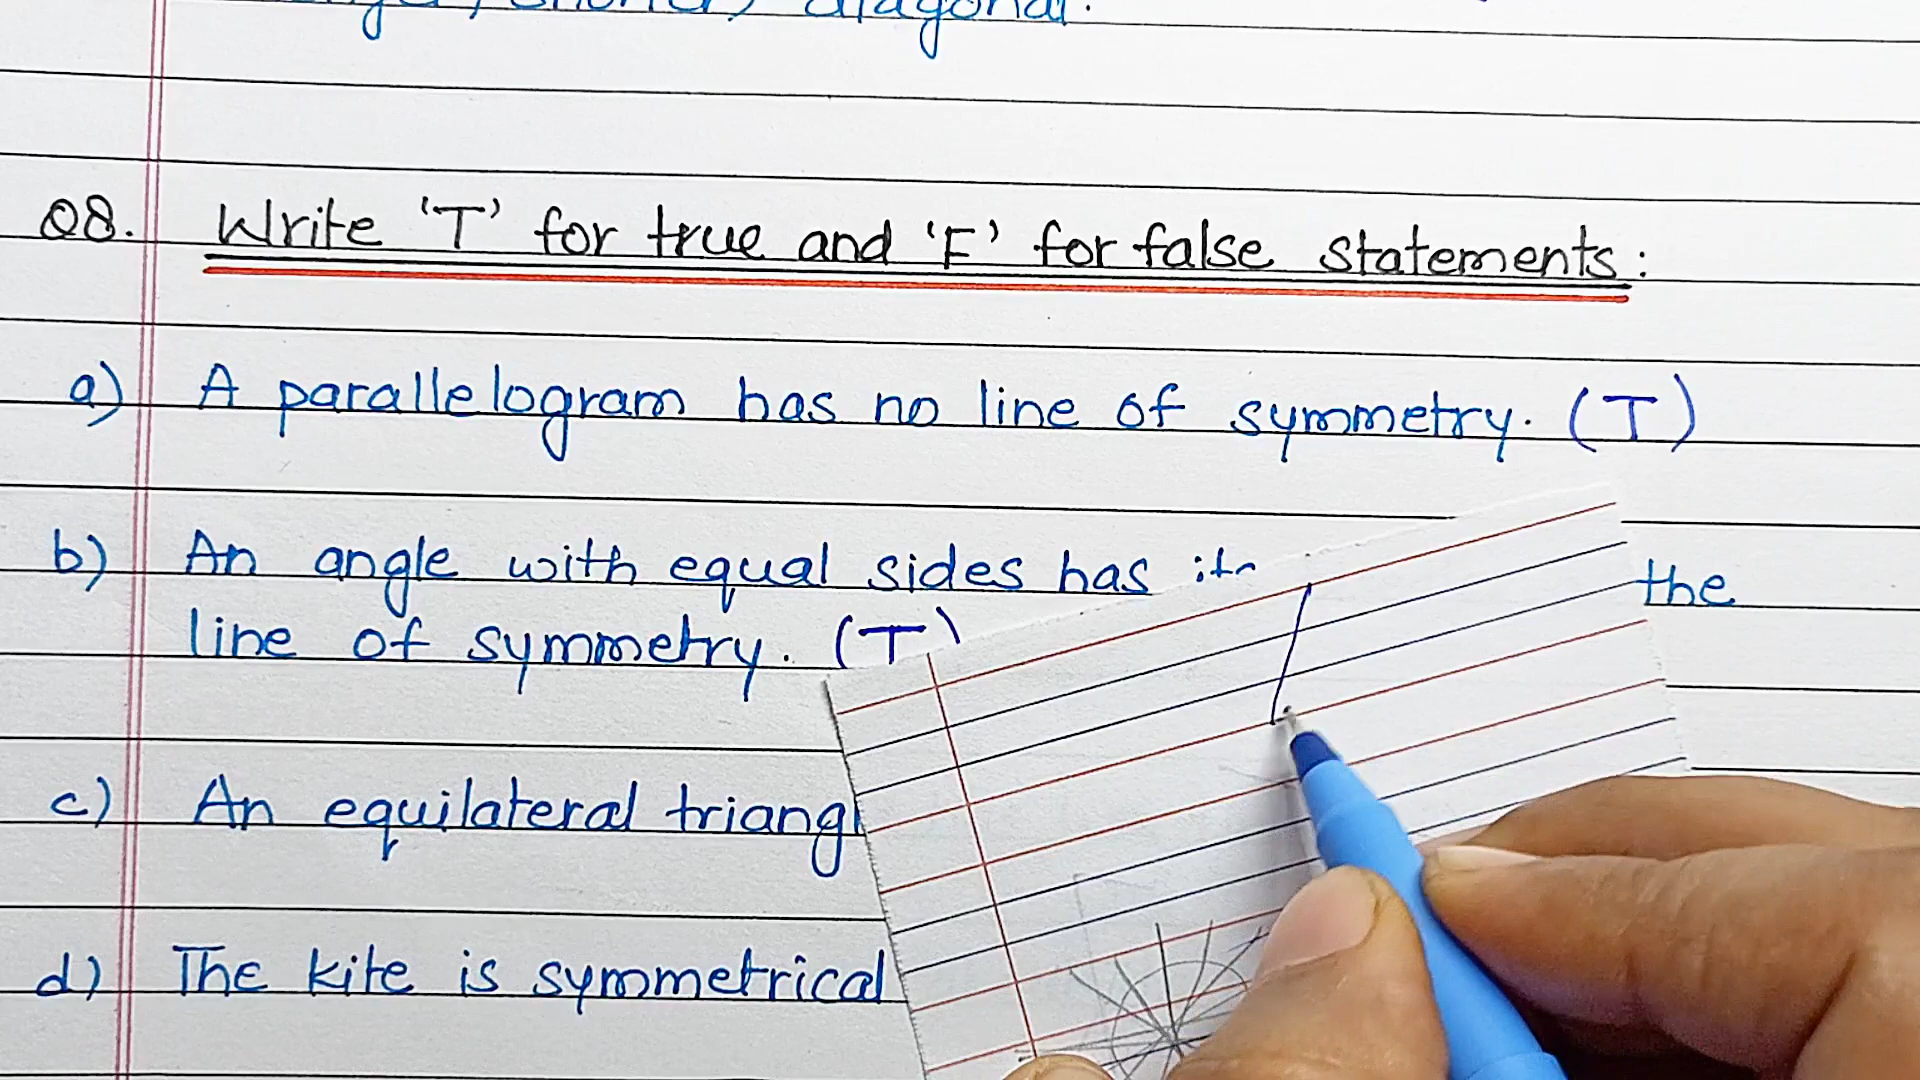 diagonal.
Q8. Write 'T' for true and 'F' for false statements:
a) A parallelogram has no line of symmetry. (T)
b) An angle with equal sides has the
line of symmetry. (T)
c) An equilateral
d) The kite is symmetrical